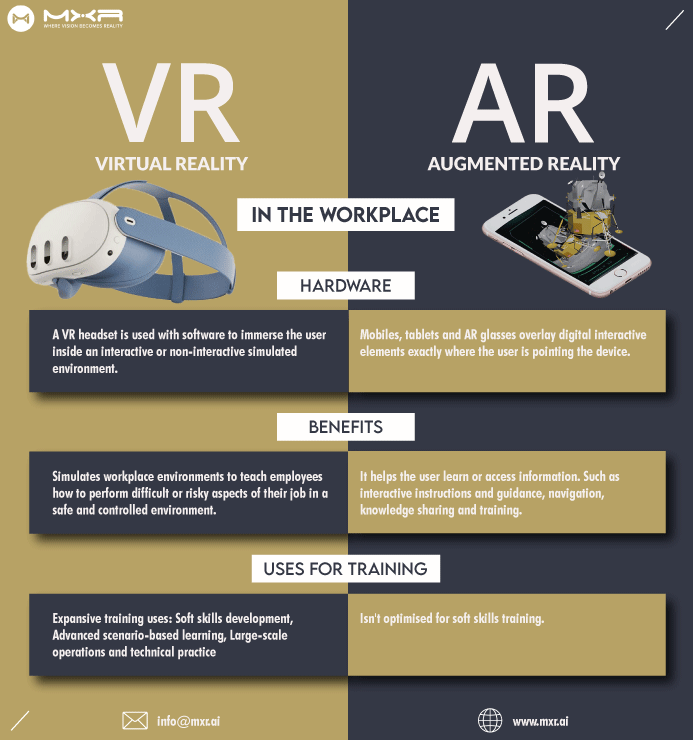 MXR
WHERE VISION BECOMES REALITY
VR
VIRTUAL REALITY
AR
AUGMENTED REALITY
IN THE WORKPLACE
HARDWARE
A VR headset is used with software to immerse the user
inside an interactive or non-interactive simulated
environment.
Mobiles, tablets and AR glasses overlay digital interactive
elements exactly where the user is pointing the device.
BENEFITS
Simulates workplace environments to teach employees
how to perform difficult or risky aspects of their job in a
safe and controlled environment.
It helps the user learn or access information. Such as
interactive instructions and guidance, navigation,
knowledge sharing and training.
USES FOR TRAINING
Expansive training uses: Soft skills development,
Advanced scenario-based learning, Large-scale
operations and technical practice
Isn't optimised for soft skills training.
info@mxr.ai
www.mxr.ai